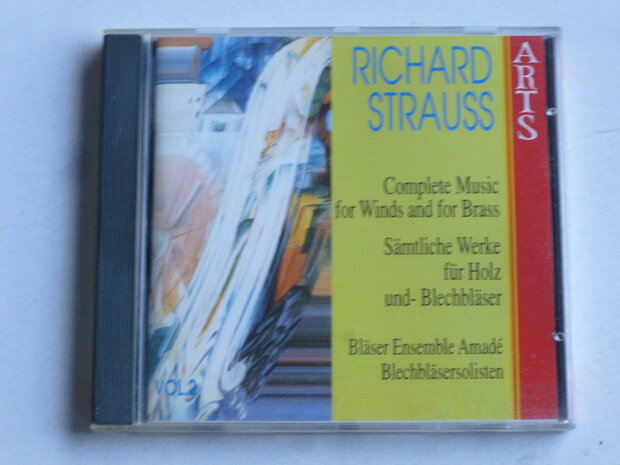 RICHARD
STRAUSS
ARTS
Complete Music
for Winds and for Brass
Sämtliche Werke
für Holz
und- Blechbläser
Bläser Ensemble Amadé
Blechbläsersolisten
VOL.2